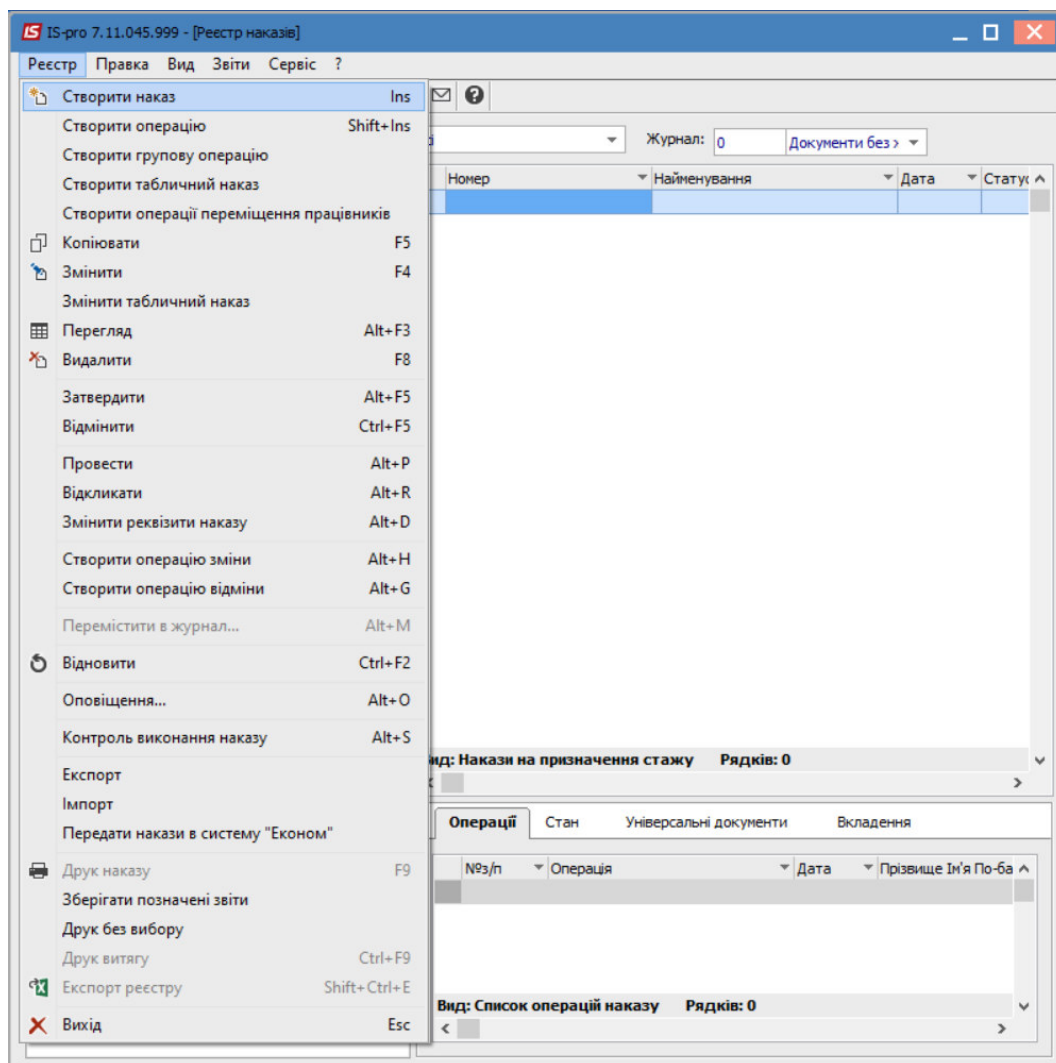 IS-pro 7.11.045.999 - [Реєстр наказів]
Реєстр Правка Вид Звіти Сервіс ?
Створити наказ Ins
Створити операцію Shift+Ins
Створити групову операцію
Створити табличний наказ
Створити операції переміщення працівників
Копіювати F5
Змінити F4
Змінити табличний наказ
Перегляд Alt+F3
Видалити F8
Затвердити Alt+F5
Відмінити Ctrl+F5
Провести Alt+P
Відкликати Alt+R
Змінити реквізити наказу Alt+D
Створити операцію зміни Alt+H
Створити операцію відміни Alt+G
Перемістити в журнал... Alt+M
Відновити Ctrl+F2
Оповіщення... Alt+O
Контроль виконання наказу Alt+S
Експорт
Імпорт
Передати накази в систему "Економ"
Друк наказу F9
Зберігати позначені звіти
Друк без вибору
Друк витягу Ctrl+F9
Експорт реєстру Shift+Ctrl+E
Вихід Esc
Журнал: 0 Документи без
Номер Найменування Дата Статус
Вид: Накази на призначення стажу Рядків: 0
Операції Стан Універсальні документи Вкладення
№з/п Операція Дата Прізвище Ім'я По-ба
Вид: Список операцій наказу Рядків: 0